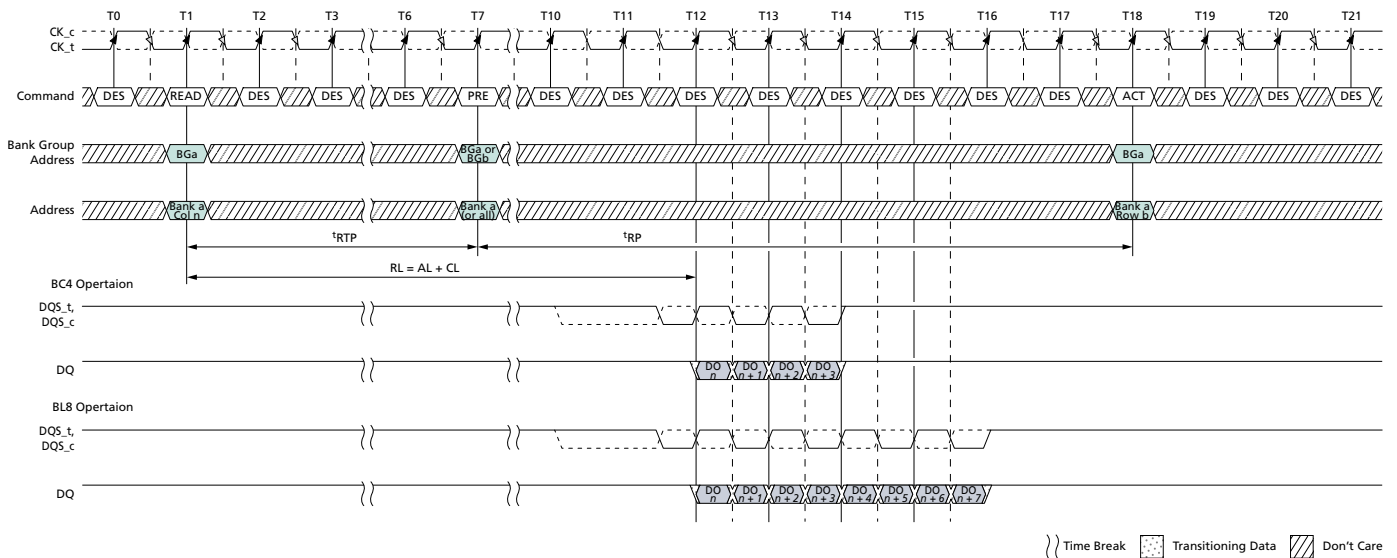 T0 T1 T2 T3 T6 T7 T10 T11 T12 T13 T14 T15 T16 T17 T18 T19 T20 T21
CK_c
CK_t
Command DES READ DES DES DES PRE DES DES DES DES DES DES DES DES ACT DES DES DES
Bank Group
Address
BGa
BGa or
BGb
BGa
Address
Bank a
Col n
Bank a
(or all)
Bank a
Row b
tRTP tRP
RL = AL + CL
BC4 Opertaion
DQS_t,
DQS_c
DQ
DO
n
DO
n + 1
DO
n + 2
DO
n + 3
BL8 Opertaion
DQS_t,
DQS_c
DQ
DO
n
DO
n + 1
DO
n + 2
DO
n + 3
DO
n + 4
DO
n + 5
DO
n + 6
DO
n + 7
Time Break Transitioning Data Don't Care